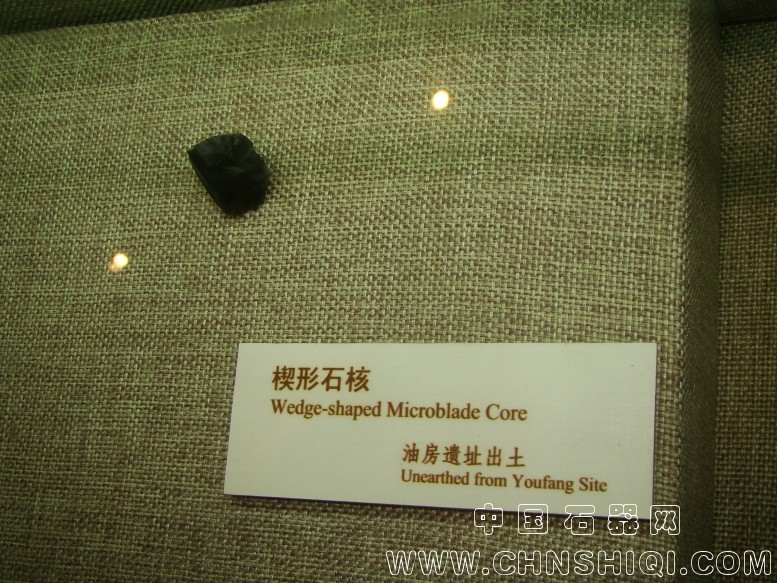 楔形石核
Wedge-shaped Microblade Core
油房遗址出土
Unearthed from Youfang Site
中国石器网
WWW.CHNSHIQI.COM